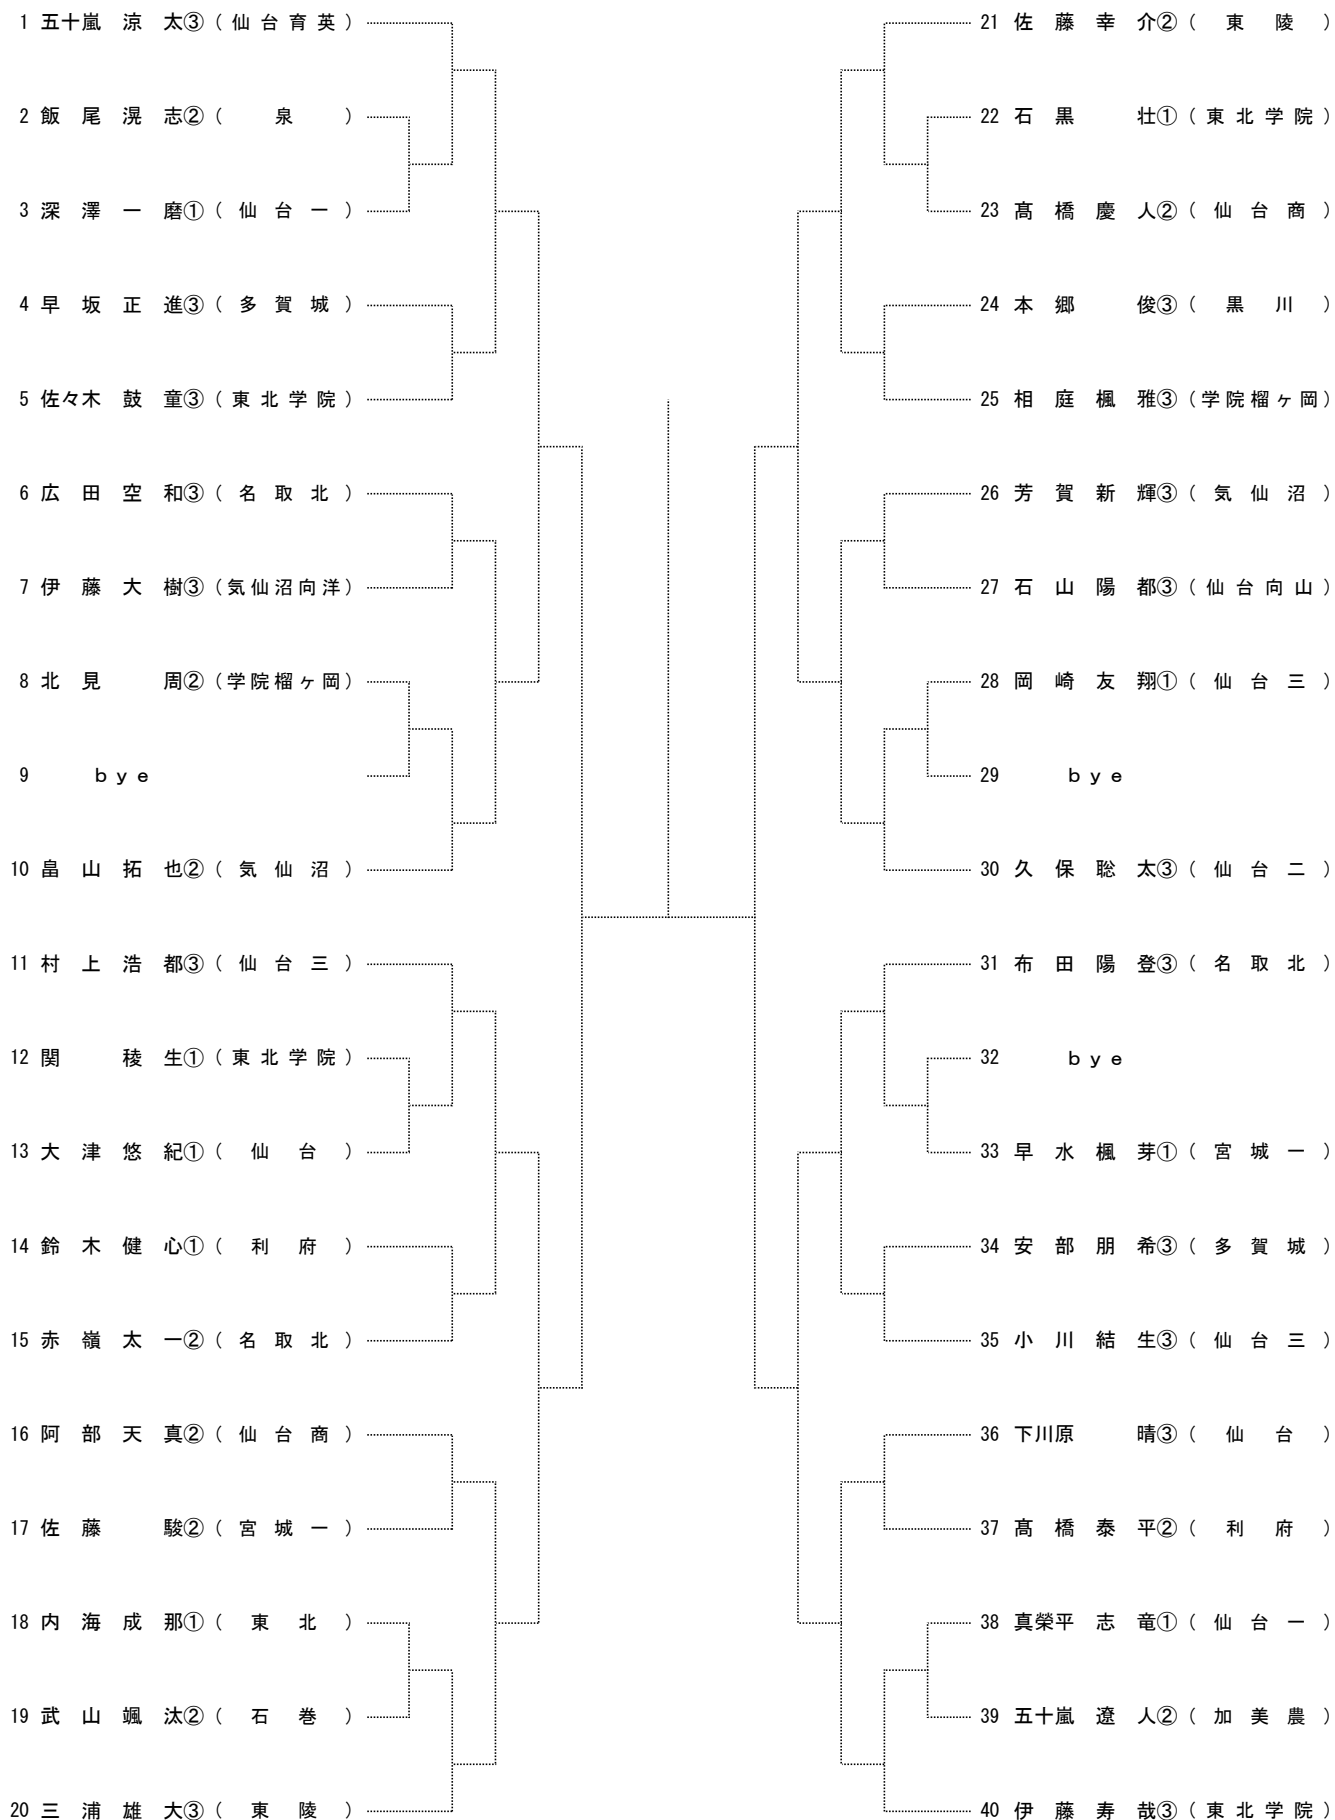 1 五十嵐 涼 太③(仙台育英)
2 飯 尾 滉 志②( 泉 )
3 深 澤 一 磨①(仙 台 一)
4 早 坂 正 進③(多 賀 城)
5 佐々木 鼓 童③(東北学院)
6 広 田 空 和③(名 取 北)
7 伊 藤 大 樹③(気仙沼向洋)
8 北 見 周②(学院榴ヶ岡)
9 bye
10 畠 山 拓 也②(気 仙 沼)
11 村 上 浩 都③(仙 台 三)
12 関 稜 生①(東北学院)
13 大 津 悠 紀①(仙 台)
14 鈴 木 健 心①(利 府)
15 赤 嶺 太 一②(名 取 北)
16 阿 部 天 真②(仙 台 商)
17 佐 藤 駿②(宮 城 一)
18 内 海 成 那①(東 北)
19 武 山 颯 汰②(石 巻)
20 三 浦 雄 大③(東 陵)
21 佐 藤 幸 介②(東 陵)
22 石 黒 壮①(東北学院)
23 髙 橋 慶 人②(仙 台 商)
24 本 郷 俊③(黒 川)
25 相 庭 楓 雅③(学院榴ヶ岡)
26 芳 賀 新 輝③(気 仙 沼)
27 石 山 陽 都③(仙台向山)
28 岡 崎 友 翔①(仙 台 三)
29 bye
30 久 保 聡 太③(仙 台 二)
31 布 田 陽 登③(名 取 北)
32 bye
33 早 水 楓 芽①(宮 城 一)
34 安 部 朋 希③(多 賀 城)
35 小 川 結 生③(仙 台 三)
36 下川原 晴③(仙 台)
37 髙 橋 泰 平②(利 府)
38 真榮平 志 竜①(仙 台 一)
39 五十嵐 遼 人②(加 美 農)
40 伊 藤 寿 哉③(東北学院)